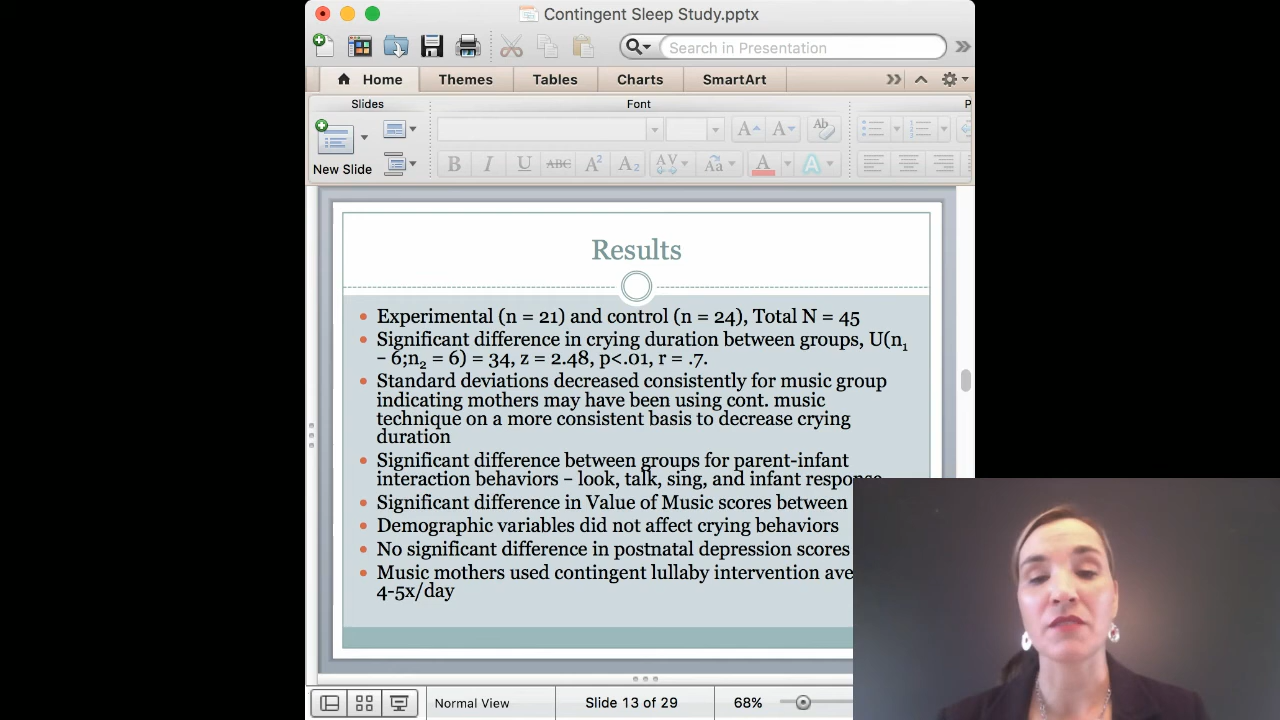 Contingent Sleep Study.pptx
Search in Presentation
Home Themes Tables Charts SmartArt
Slides Font P
New Slide
B I U ABC A² A₂ AV Aa A A
Results
Experimental (n = 21) and control (n = 24), Total N = 45
Significant difference in crying duration between groups, U(n₁
– 6;n₂ = 6) = 34, z = 2.48, p<.01, r = .7.
Standard deviations decreased consistently for music group
indicating mothers may have been using cont. music
technique on a more consistent basis to decrease crying
duration
Significant difference between groups for parent-infant
interaction behaviors – look, talk, sing, and infant response
Significant difference in Value of Music scores between
Demographic variables did not affect crying behaviors
No significant difference in postnatal depression scores
Music mothers used contingent lullaby intervention ave
4-5x/day
Normal View Slide 13 of 29 68%